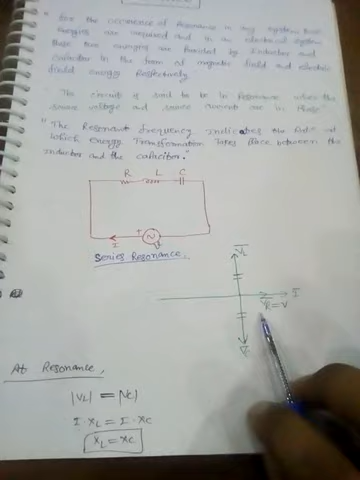 For the occurrence of Resonance in any system two
energies are required and in an electrical system
these two energies are Provided by Inductor and
capacitor in the form of magnetic field and electric
field energy Respectively.
"The circuit is said to be in Resonance when the
source voltage and source current are in Phase"
"The Resonant frequency indicates the Rate at
which energy Transformation Takes place between the
inductor and the capacitor."
R L C
I + V
Series Resonance,
VL
I
VR=V
Vc
At Resonance
|VL| = |Vc|
I·XL = I·Xc
XL = Xc